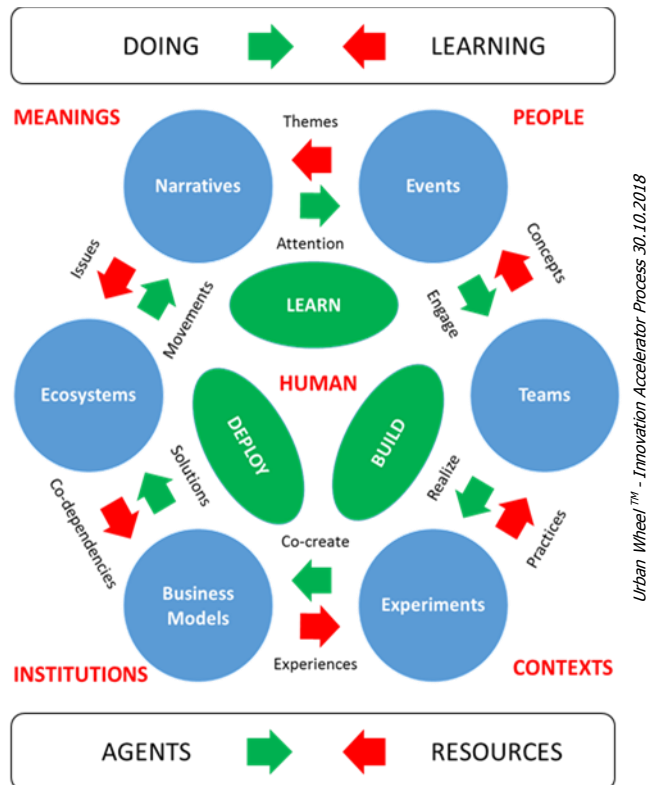 DOING LEARNING
MEANINGS
PEOPLE
Themes
Narratives
Events
Attention
Issues
Movements
Concepts
Engage
LEARN
HUMAN
Ecosystems
Teams
DEPLOY
BUILD
Solutions
Co-dependencies
Realize
Practices
Co-create
Business
Models
Experiments
Experiences
INSTITUTIONS
CONTEXTS
AGENTS RESOURCES
Urban Wheel™ - Innovation Accelerator Process 30.10.2018